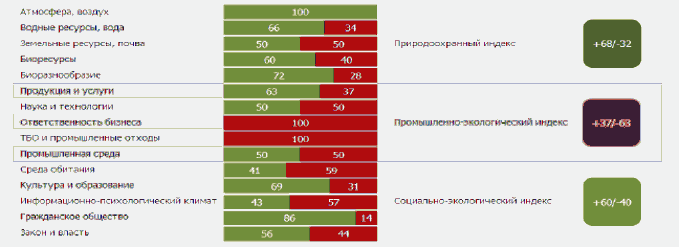 Атмосфера, воздух 100
Водные ресурсы, вода 66 34
Земельные ресурсы, почва 50 50 Природоохранный индекс +68/-32
Биоресурсы 60 40
Биоразнообразие 72 28
Продукция и услуги 63 37
Наука и технологии 50 50
Ответственность бизнеса 100 Промышленно-экологический индекс +37/-63
ТБО и промышленные отходы 100
Промышленная среда 50 50
Среда обитания 41 59
Культура и образование 69 31
Информационно-психологический климат 43 57 Социально-экологический индекс +60/-40
Гражданское общество 86 14
Закон и власть 56 44